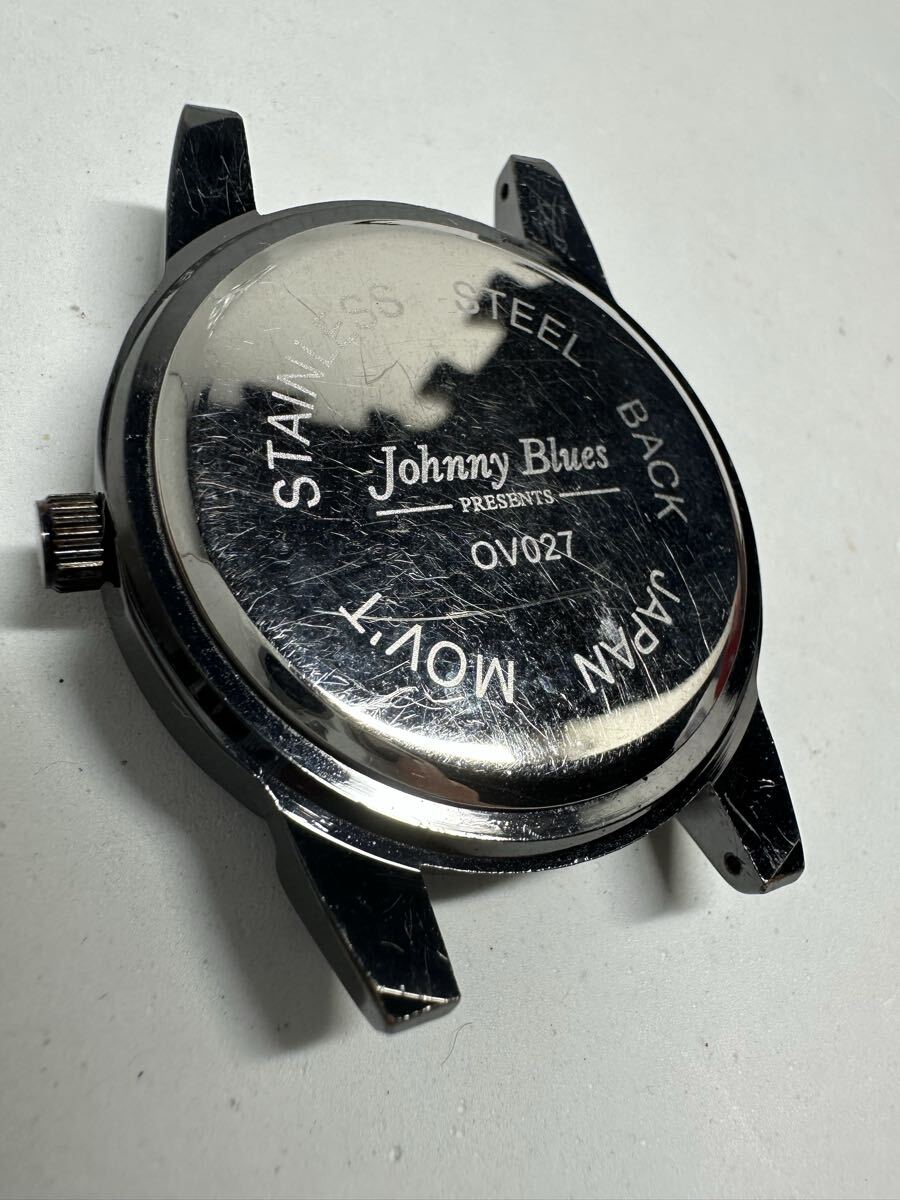 STAINLESS STEEL BACK JAPAN MOV'T
Johnny Blues
PRESENTS
OV027